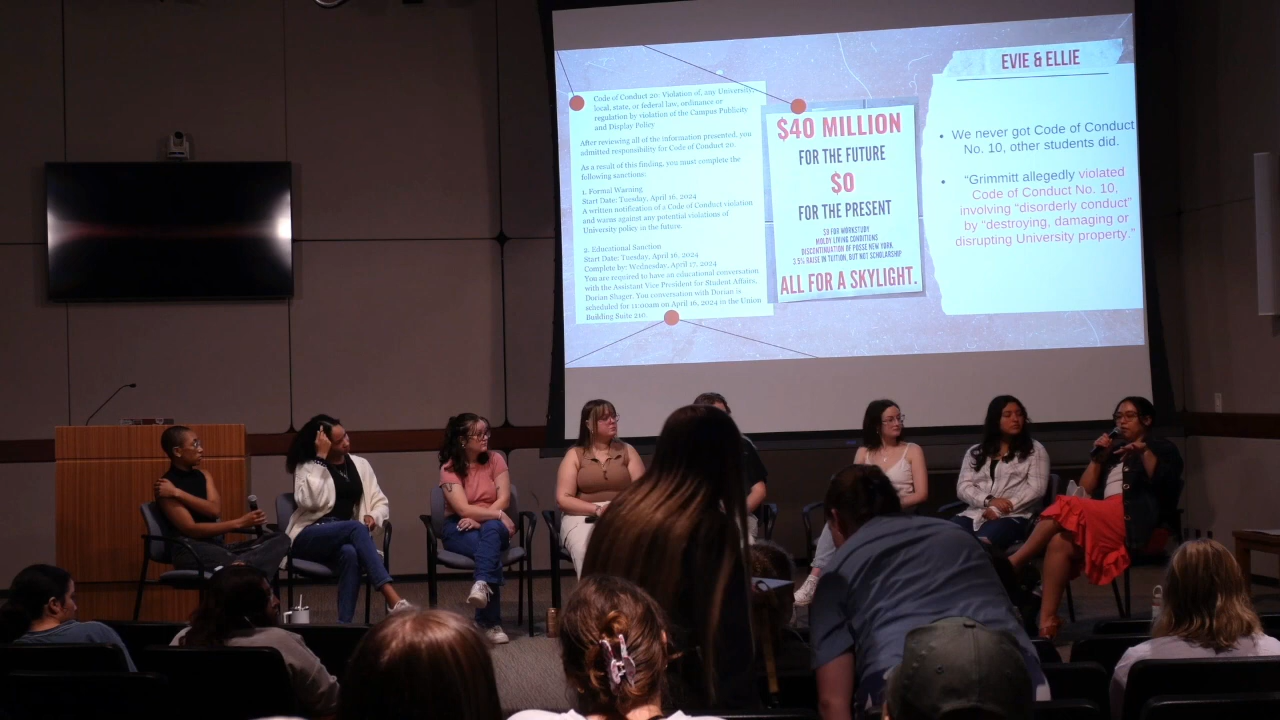 Code of Conduct 20: Violation of, any University,
local, state, or federal law, ordinance or
regulation by violation of the Campus Publicity
and Display Policy
After reviewing all of the information presented, you
admitted responsibility for Code of Conduct 20.
As a result of this finding, you must complete the
following sanctions:
1. Formal Warning
Start Date: Tuesday, April 16, 2024
A written notification of a Code of Conduct violation
and warns against any potential violations of
University policy in the future.
2. Educational Sanction
Start Date: Tuesday, April 16, 2024
Complete by: Wednesday, April 17, 2024
You are required to have an educational conversation
with the Assistant Vice President for Student Affairs,
Dorian Shager. You conversation with Dorian is
scheduled for 11:00am on April 16, 2024 in the Union
Building Suite 210.
$40 MILLION
FOR THE FUTURE
$0
FOR THE PRESENT
$0 FOR WORKSTUDY
MOLDY LIVING CONDITIONS
DISCONTINUATION OF POSSE NEW YORK
3.5% RAISE IN TUITION, BUT NOT SCHOLARSHIP
ALL FOR A SKYLIGHT.
EVIE & ELLIE
• We never got Code of Conduct
No. 10, other students did.
• "Grimmitt allegedly violated
Code of Conduct No. 10,
involving "disorderly conduct"
by "destroying, damaging or
disrupting University property."